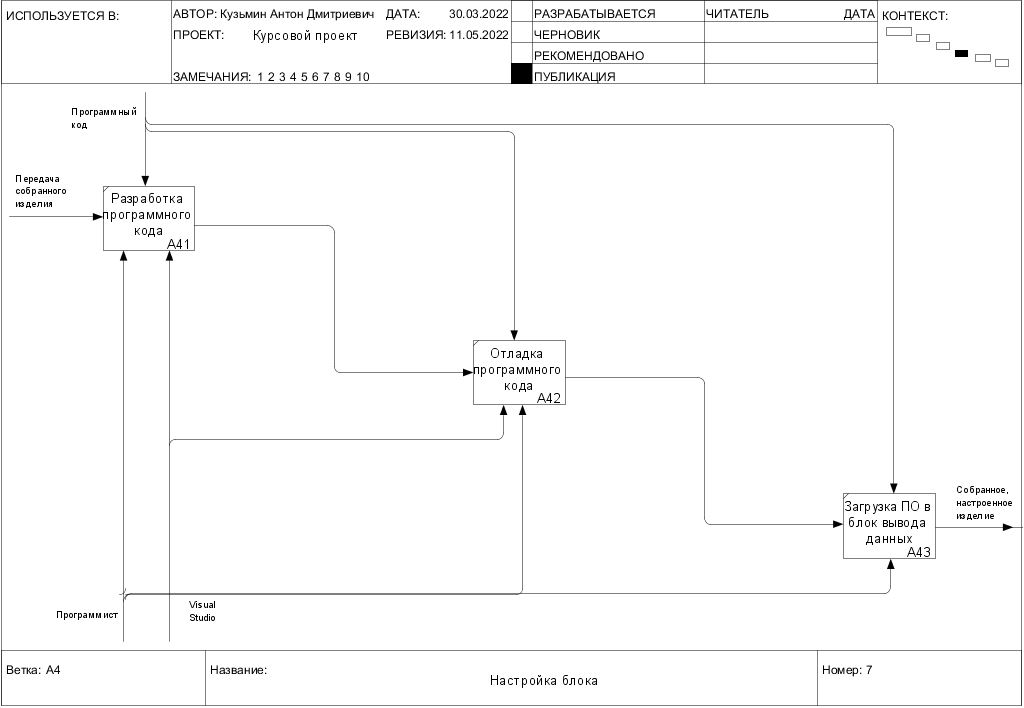 ИСПОЛЬЗУЕТСЯ В:
АВТОР: Кузьмин Антон Дмитриевич ДАТА: 30.03.2022
ПРОЕКТ: Курсовой проект РЕВИЗИЯ: 11.05.2022
ЗАМЕЧАНИЯ: 1 2 3 4 5 6 7 8 9 10
РАЗРАБАТЫВАЕТСЯ
ЧЕРНОВИК
РЕКОМЕНДОВАНО
ПУБЛИКАЦИЯ
ЧИТАТЕЛЬ ДАТА
КОНТЕКСТ:
Программный
код
Передача
собранного
изделия
Разработка
программного
кода
A41
Отладка
программного
кода
A42
Загрузка ПО в
блок вывода
данных
A43
Собранное,
настроенное
изделие
Программист
Visual
Studio
Ветка: A4
Название:
Настройка блока
Номер: 7